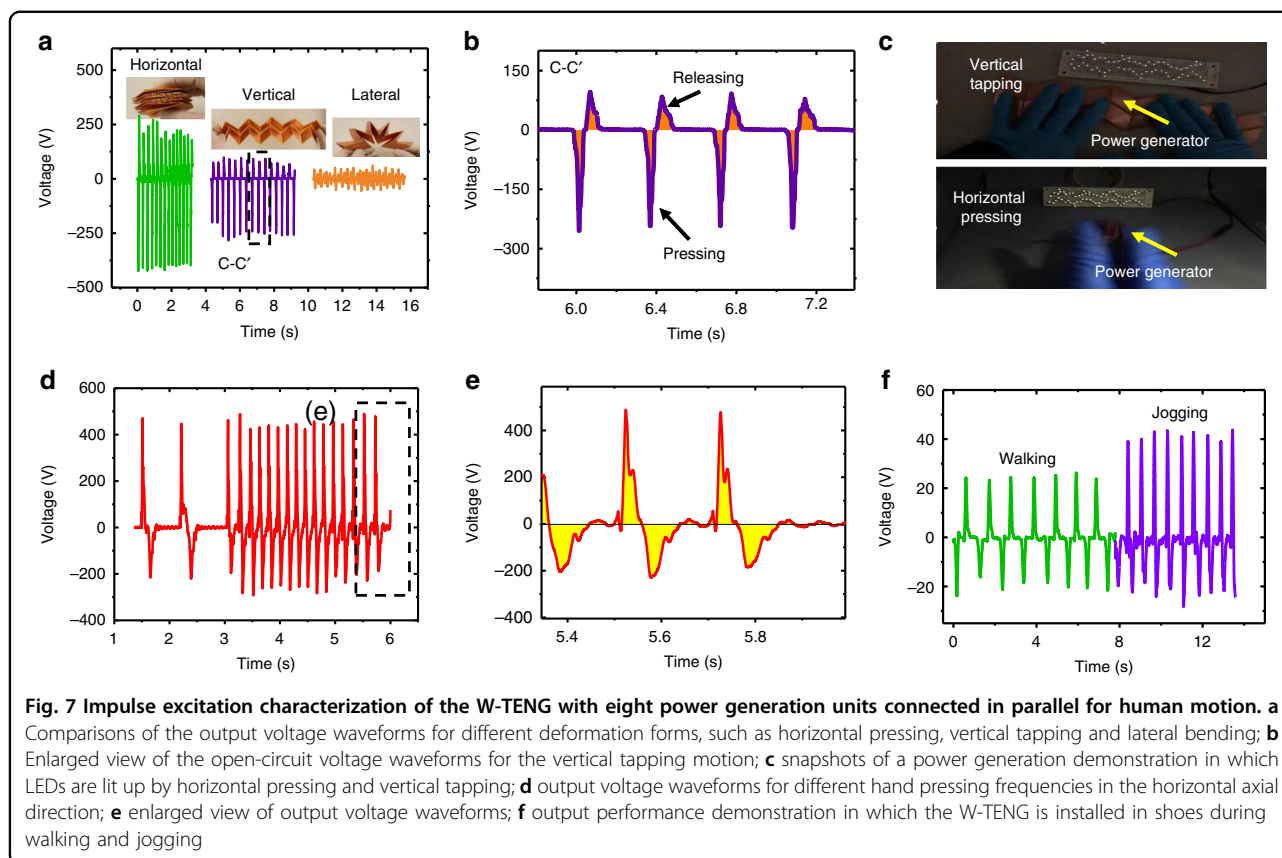 a
500
250
0
−250
−500
Voltage (V)
Horizontal
Vertical
Lateral
C-C′
0 2 4 6 8 10 12 14 16
Time (s)
b
150
0
−150
−300
Voltage (V)
C-C′
Releasing
Pressing
6.0 6.4 6.8 7.2
Time (s)
c
Vertical
tapping
Power generator
Horizontal
pressing
Power generator
d
600
400
200
0
−200
−400
Voltage (V)
(e)
1 2 3 4 5 6
Time (s)
e
400
200
0
−200
−400
Voltage (V)
5.4 5.6 5.8
Time (s)
f
60
40
20
0
−20
Voltage (V)
Walking
Jogging
0 4 8 12
Time (s)
Fig. 7 Impulse excitation characterization of the W-TENG with eight power generation units connected in parallel for human motion. a
Comparisons of the output voltage waveforms for different deformation forms, such as horizontal pressing, vertical tapping and lateral bending; b
Enlarged view of the open-circuit voltage waveforms for the vertical tapping motion; c snapshots of a power generation demonstration in which
LEDs are lit up by horizontal pressing and vertical tapping; d output voltage waveforms for different hand pressing frequencies in the horizontal axial
direction; e enlarged view of output voltage waveforms; f output performance demonstration in which the W-TENG is installed in shoes during
walking and jogging